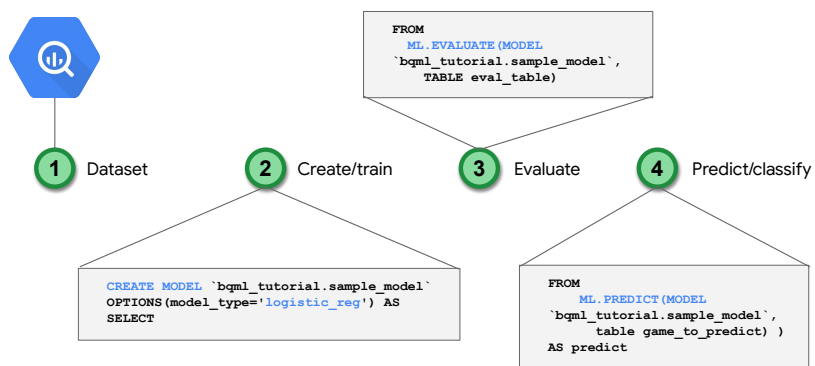 FROM
ML.EVALUATE(MODEL
`bqml_tutorial.sample_model`,
TABLE eval_table)
1 Dataset
2 Create/train
3 Evaluate
4 Predict/classify
CREATE MODEL `bqml_tutorial.sample_model`
OPTIONS(model_type='logistic_reg') AS
SELECT
FROM
ML.PREDICT(MODEL
`bqml_tutorial.sample_model`,
table game_to_predict) )
AS predict